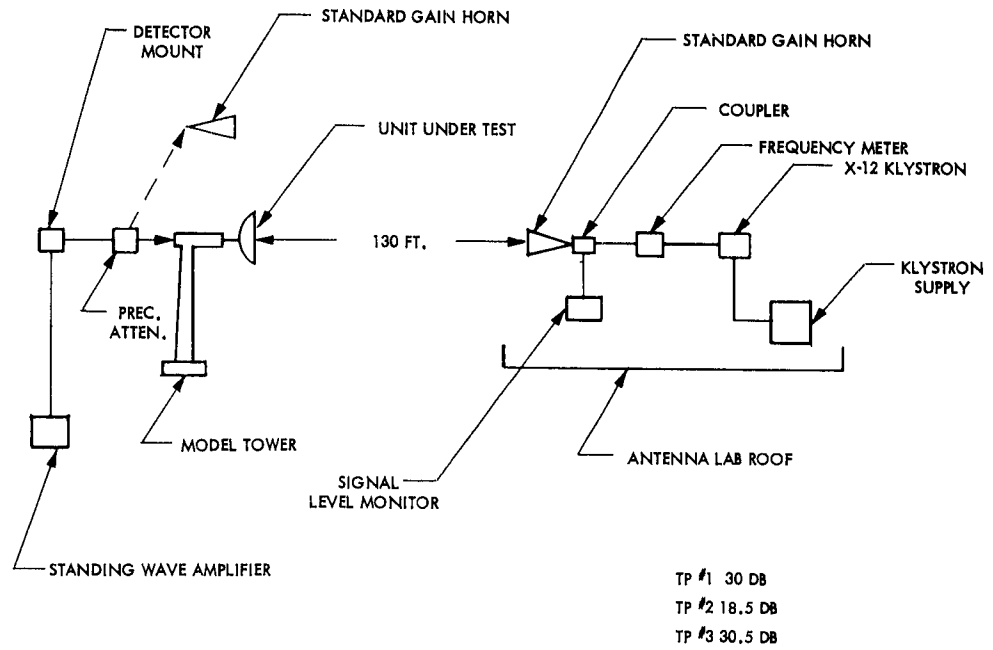 STANDARD GAIN HORN
DETECTOR
MOUNT
STANDARD GAIN HORN
COUPLER
UNIT UNDER TEST
FREQUENCY METER
X-12 KLYSTRON
130 FT.
KLYSTRON
SUPPLY
PREC.
ATTEN.
MODEL TOWER
ANTENNA LAB ROOF
SIGNAL
LEVEL MONITOR
STANDING WAVE AMPLIFIER
TP #1 30 DB
TP #2 18.5 DB
TP #3 30.5 DB